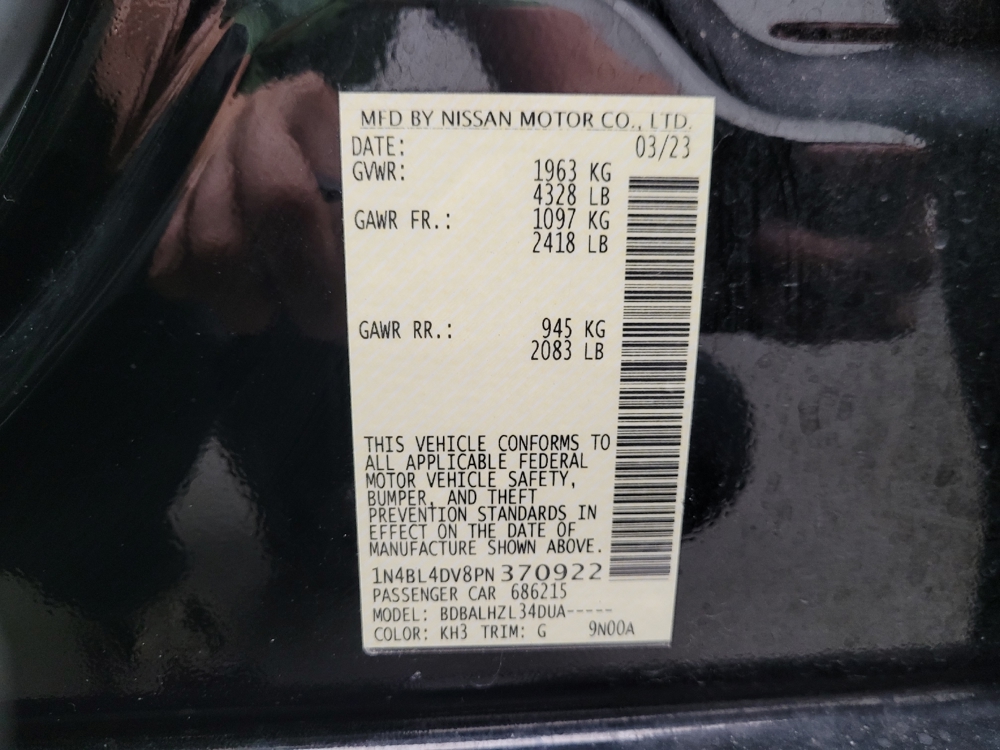 MFD BY NISSAN MOTOR CO., LTD.
DATE: 03/23
GVWR: 1963 KG
4328 LB
GAWR FR.: 1097 KG
2418 LB
GAWR RR.: 945 KG
2083 LB
THIS VEHICLE CONFORMS TO
ALL APPLICABLE FEDERAL
MOTOR VEHICLE SAFETY,
BUMPER, AND THEFT
PREVENTION STANDARDS IN
EFFECT ON THE DATE OF
MANUFACTURE SHOWN ABOVE.
1N4BL4DV8PN370922
PASSENGER CAR 686215
MODEL: BDBALHZL34DUA-----
COLOR: KH3 TRIM: G 9N00A